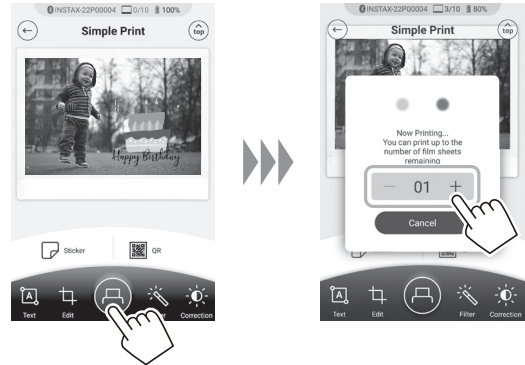 INSTAX-22P00004 0/10 100%
Simple Print
top
Happy Birthday
Sticker
QR
Text
Edit
Correction
INSTAX-22P00004 3/10 80%
Simple Print
top
Now Printing...
You can print up to the
number of film sheets
remaining
01
Cancel
Text
Edit
Filter
Correction